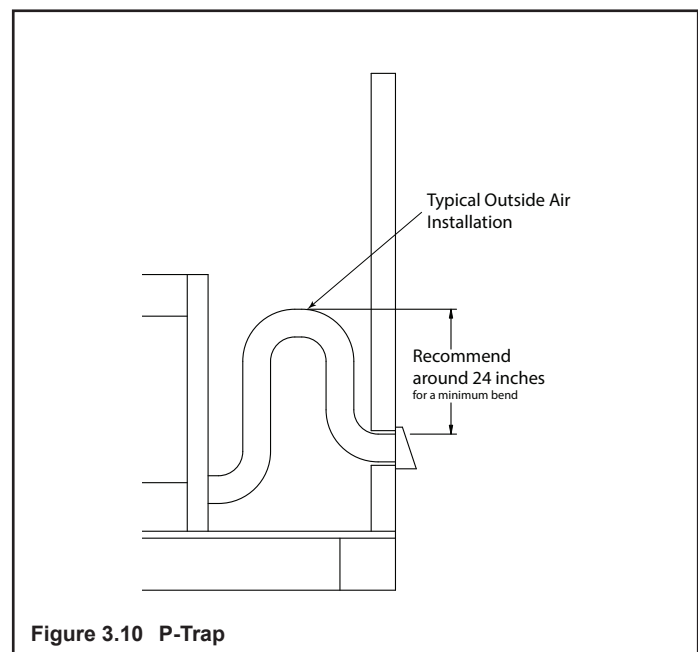 Typical Outside Air
Installation
Recommend
around 24 inches
for a minimum bend
Figure 3.10 P-Trap